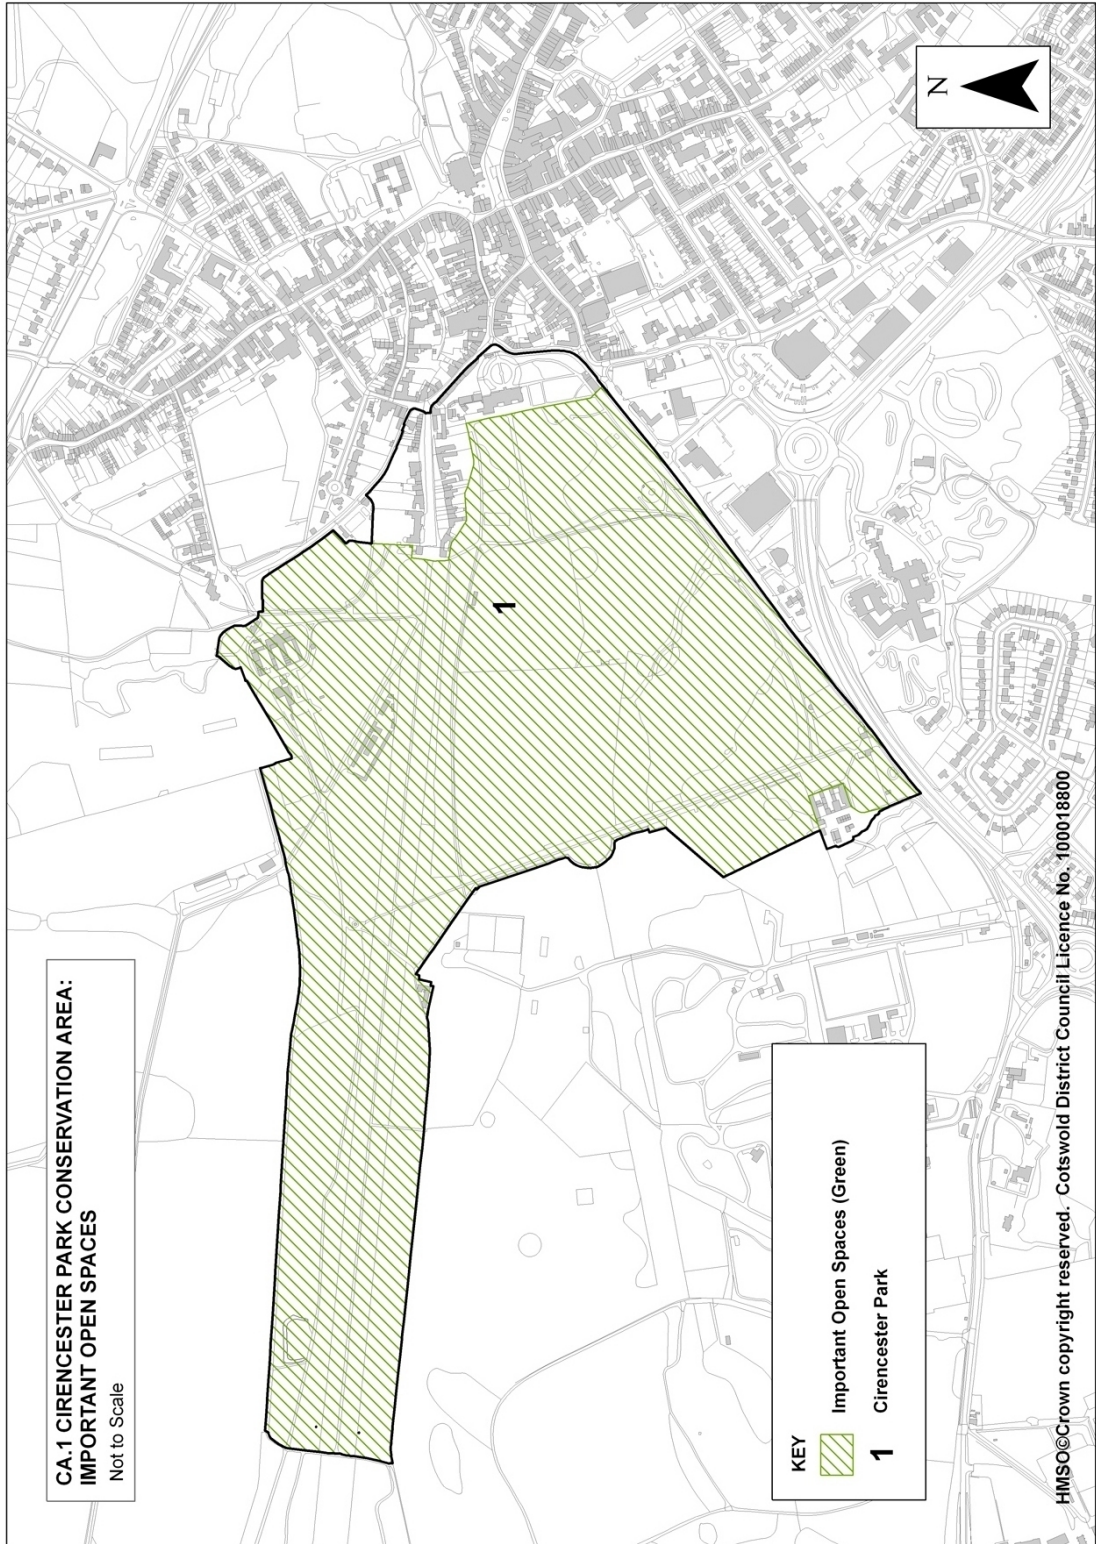 CA.1 CIRENCESTER PARK CONSERVATION AREA:
IMPORTANT OPEN SPACES
Not to Scale
N
1
KEY
Important Open Spaces (Green)
1 Cirencester Park
HMSO©Crown copyright reserved. Cotswold District Council Licence No. 100018800